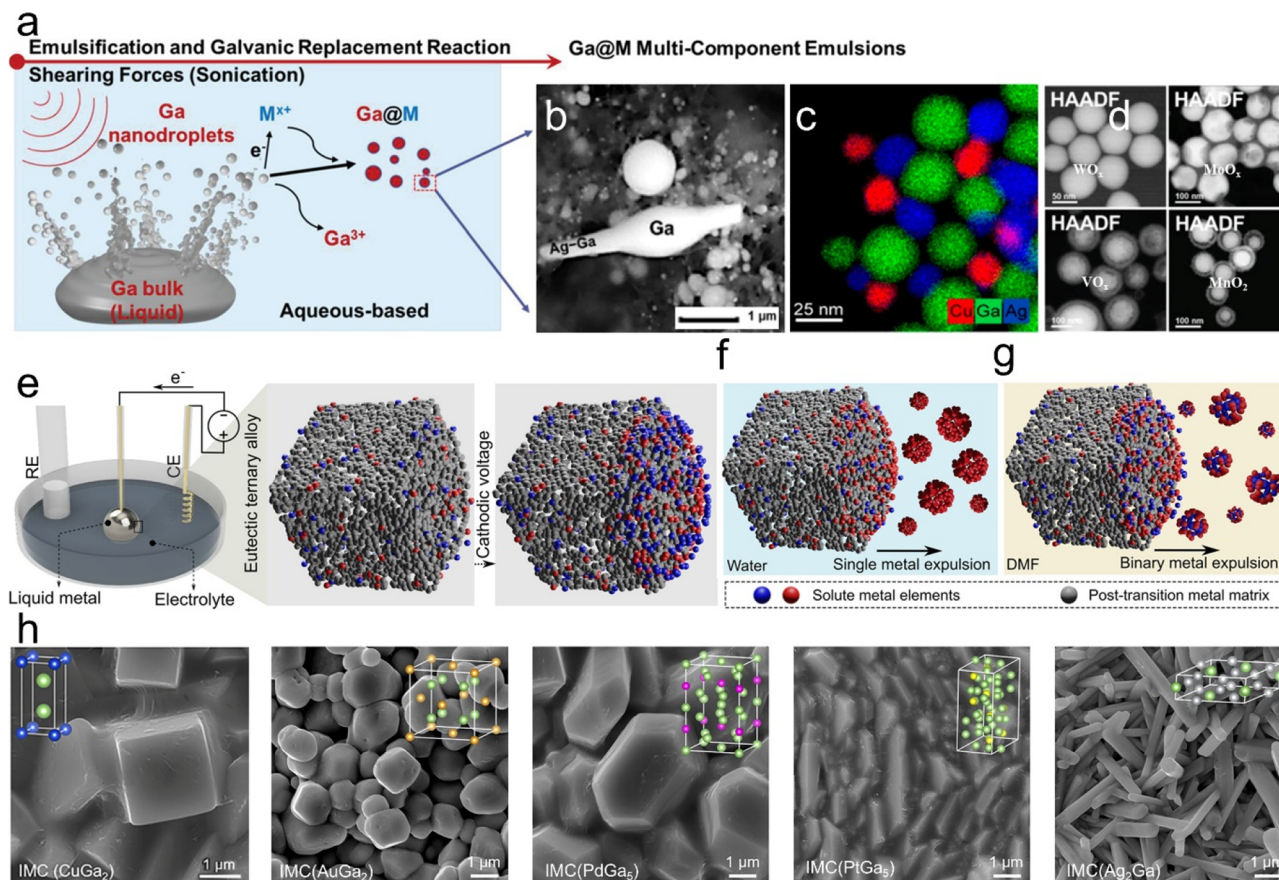 a
Emulsification and Galvanic Replacement Reaction
Ga@M Multi-Component Emulsions
Shearing Forces (Sonication)
Ga
nanodroplets
Mˣ⁺
e⁻
Ga@M
Ga³⁺
Ga bulk
(Liquid)
Aqueous-based
b
Ag-Ga
Ga
1 µm
c
25 nm
Cu Ga Ag
d
HAADF
WOₓ
50 nm
HAADF
MoOₓ
100 nm
HAADF
VOₓ
100 nm
HAADF
MnO₂
100 nm
e
e⁻
RE
CE
−
+
Liquid metal
Electrolyte
Eutectic ternary alloy
Cathodic voltage
f
Water
Single metal expulsion
g
DMF
Binary metal expulsion
Solute metal elements
Post-transition metal matrix
h
IMC (CuGa₂)
1 µm
IMC(AuGa₂)
1 µm
IMC(PdGa₅)
1 µm
IMC(PtGa₅)
1 µm
IMC(Ag₂Ga)
1 µm